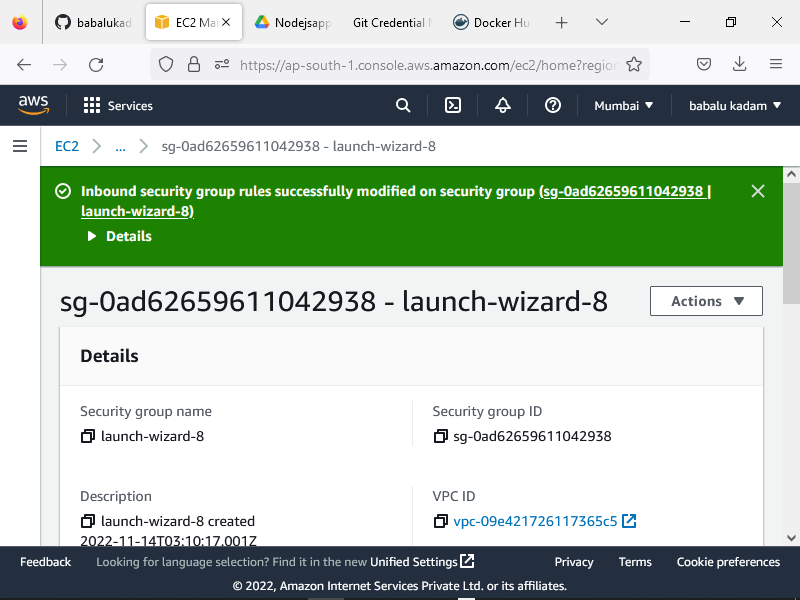 babalukad
EC2 Ma
Nodejsapp
Git Credential
Docker Hu
https://ap-south-1.console.aws.amazon.com/ec2/home?region
aws
Services
Mumbai
babalu kadam
EC2
...
sg-0ad62659611042938 - launch-wizard-8
Inbound security group rules successfully modified on security group (sg-0ad62659611042938 |
launch-wizard-8)
Details
sg-0ad62659611042938 - launch-wizard-8
Actions
Details
Security group name
launch-wizard-8
Security group ID
sg-0ad62659611042938
Description
launch-wizard-8 created
2022-11-14T03:10:17.001Z
VPC ID
vpc-09e421726117365c5
Feedback
Looking for language selection? Find it in the new Unified Settings
Privacy
Terms
Cookie preferences
© 2022, Amazon Internet Services Private Ltd. or its affiliates.